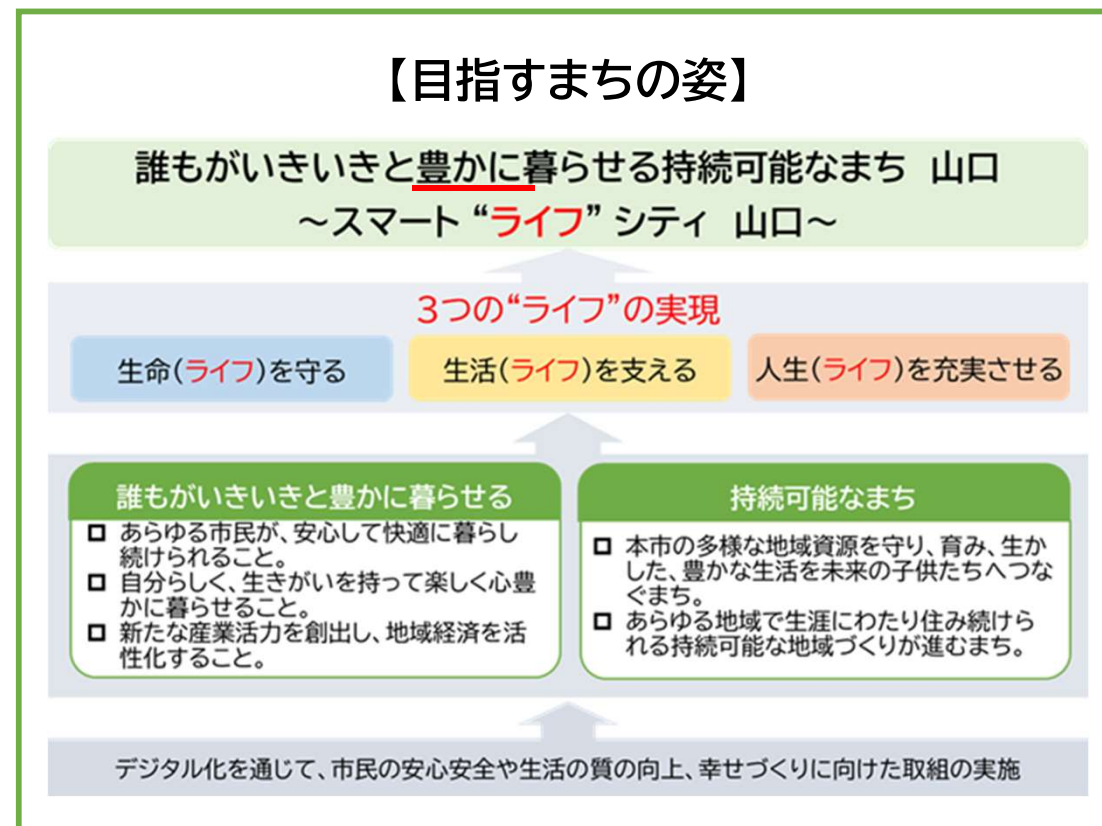 【目指すまちの姿】
誰もがいきいきと豊かに暮らせる持続可能なまち 山口
～スマート “ライフ” シティ 山口～
3つの“ライフ”の実現
生命(ライフ)を守る
生活(ライフ)を支える
人生(ライフ)を充実させる
誰もがいきいきと豊かに暮らせる
□ あらゆる市民が、安心して快適に暮らし
続けられること。
□ 自分らしく、生きがいを持って楽しく心豊
かに暮らせること。
□ 新たな産業活力を創出し、地域経済を活
性化すること。
持続可能なまち
□ 本市の多様な地域資源を守り、育み、生か
した、豊かな生活を未来の子供たちへつな
ぐまち。
□ あらゆる地域で生涯にわたり住み続けら
れる持続可能な地域づくりが進むまち。
デジタル化を通じて、市民の安心安全や生活の質の向上、幸せづくりに向けた取組の実施